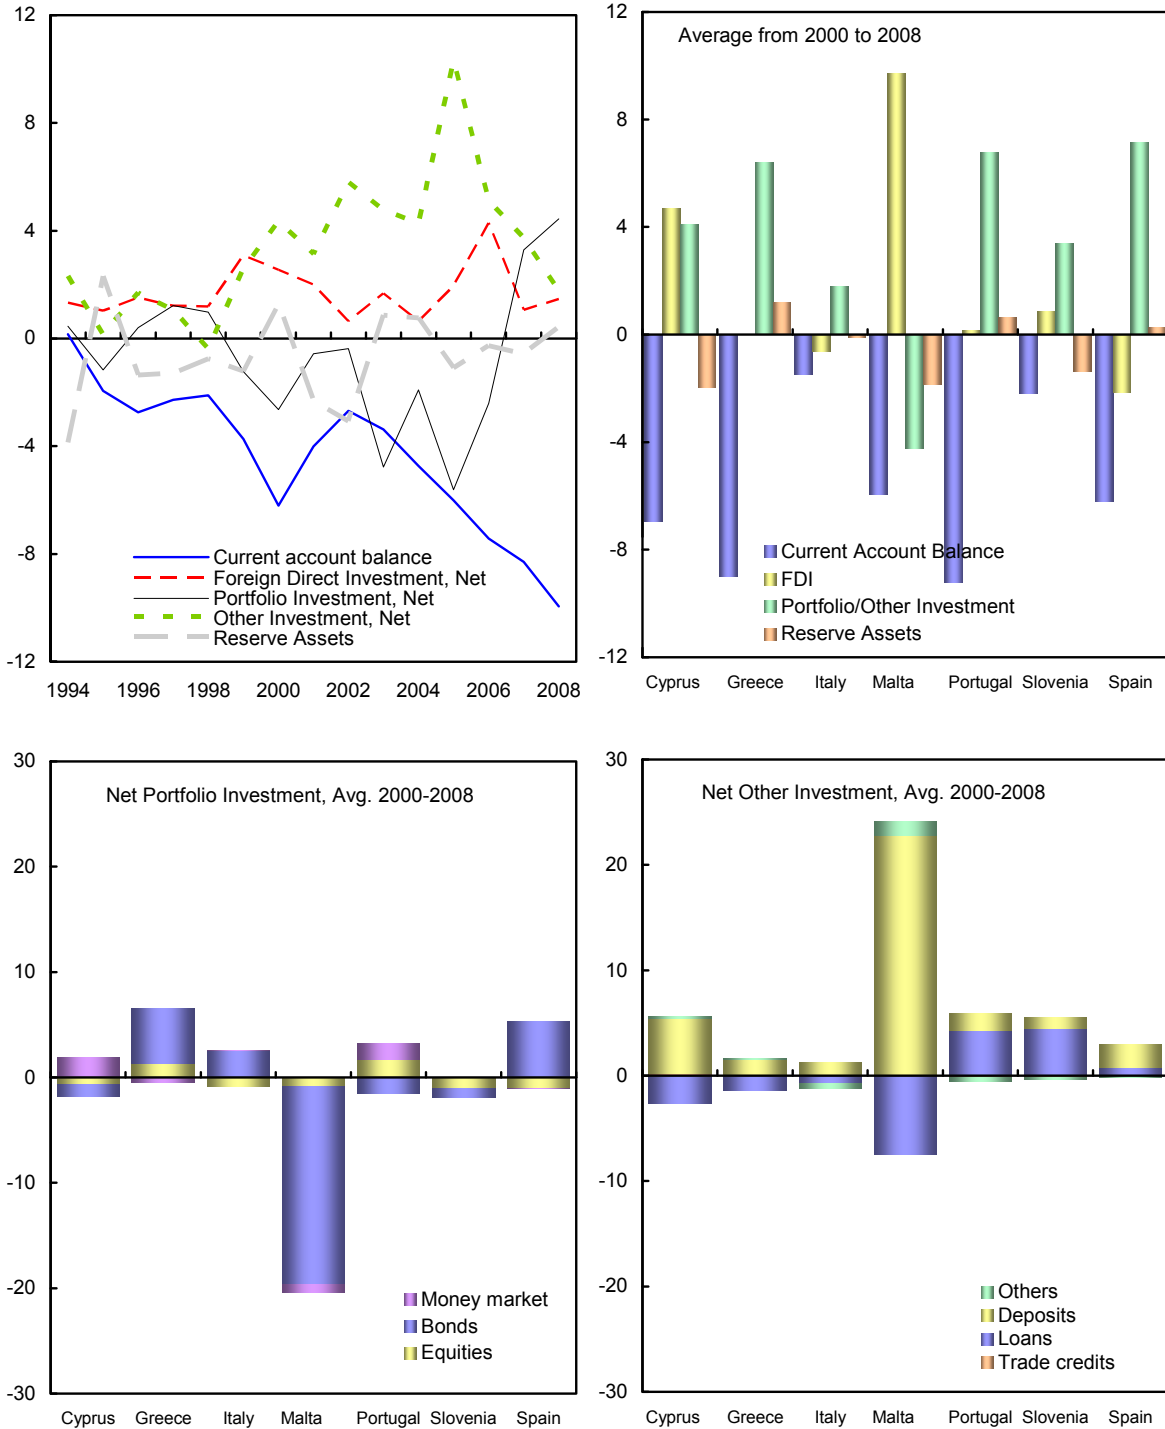 12
8
4
0
-4
-8
-12
Current account balance
Foreign Direct Investment, Net
Portfolio Investment, Net
Other Investment, Net
Reserve Assets
1994 1996 1998 2000 2002 2004 2006 2008
12
8
4
0
-4
-8
-12
Average from 2000 to 2008
Current Account Balance
FDI
Portfolio/Other Investment
Reserve Assets
Cyprus Greece Italy Malta Portugal Slovenia Spain
30
20
10
0
-10
-20
-30
Net Portfolio Investment, Avg. 2000-2008
Money market
Bonds
Equities
Cyprus Greece Italy Malta Portugal Slovenia Spain
30
20
10
0
-10
-20
-30
Net Other Investment, Avg. 2000-2008
Others
Deposits
Loans
Trade credits
Cyprus Greece Italy Malta Portugal Slovenia Spain